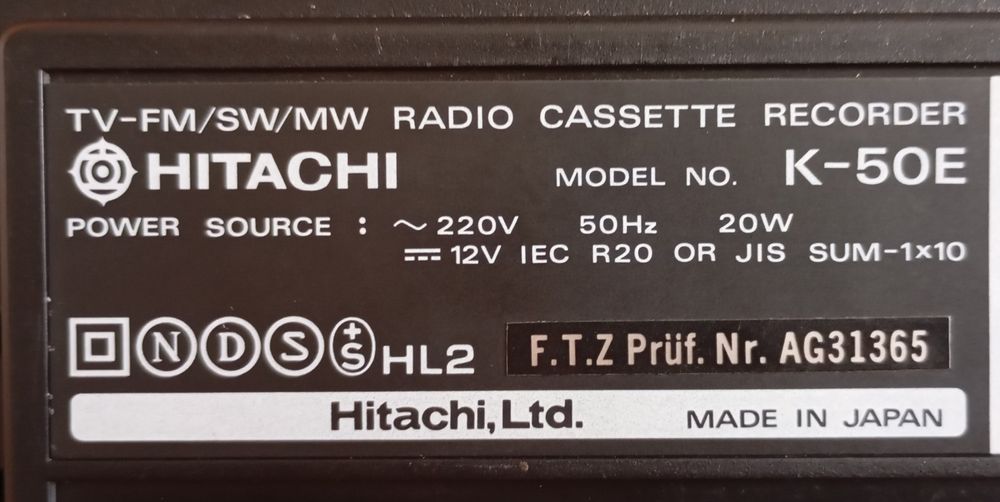 TV-FM/SW/MW RADIO CASSETTE RECORDER
HITACHI MODEL NO. K-50E
POWER SOURCE : ～220V 50Hz 20W
⎓12V IEC R20 OR JIS SUM-1×10
N D S +S HL2 F.T.Z Prüf. Nr. AG31365
Hitachi,Ltd. MADE IN JAPAN